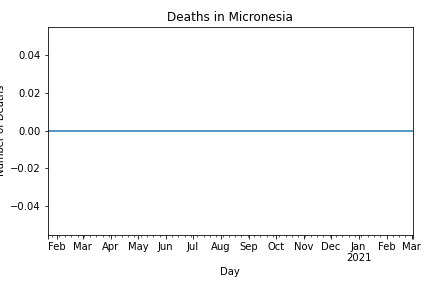 Deaths in Micronesia
Number of Deaths
0.04
0.02
0.00
−0.02
−0.04
Feb Mar Apr May Jun Jul Aug Sep Oct Nov Dec Jan Feb Mar
2021
Day